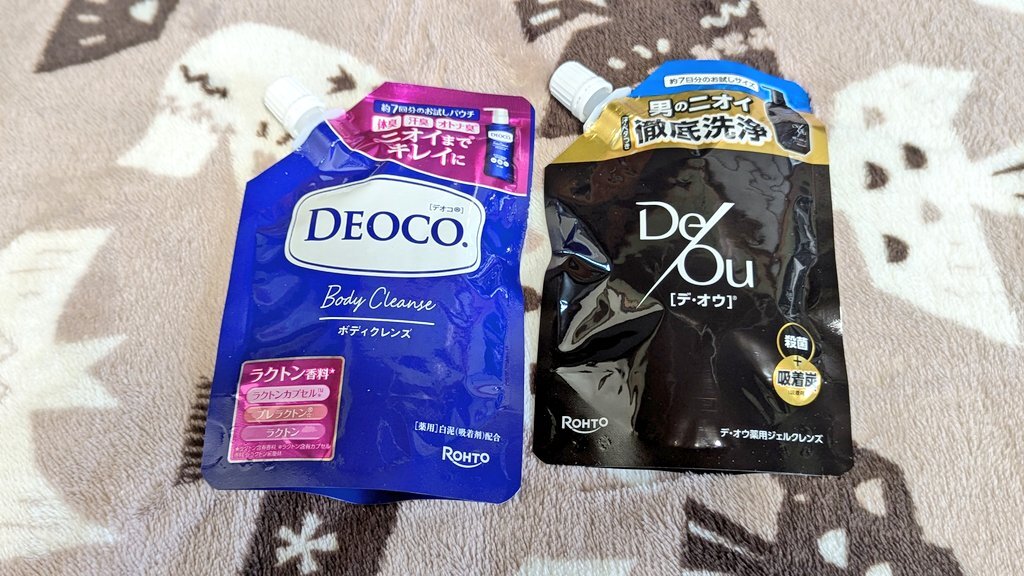 約7回分のお試しパウチ
体臭 汗臭 オトナ臭
ニオイまで
キレイに
DEOCO
[デオコ®]
DEOCO.
Body Cleanse
ボディクレンズ
ラクトン香料*
ラクトンカプセル
プレラクトン
ラクトン
[薬用]白泥(吸着剤)配合
ROHTO
約7日分のお試しサイズ
男のニオイ
徹底洗浄
De/Ou
[デ・オウ]®
殺菌
+
吸着炭
ROHTO
デ・オウ薬用ジェルクレンズ